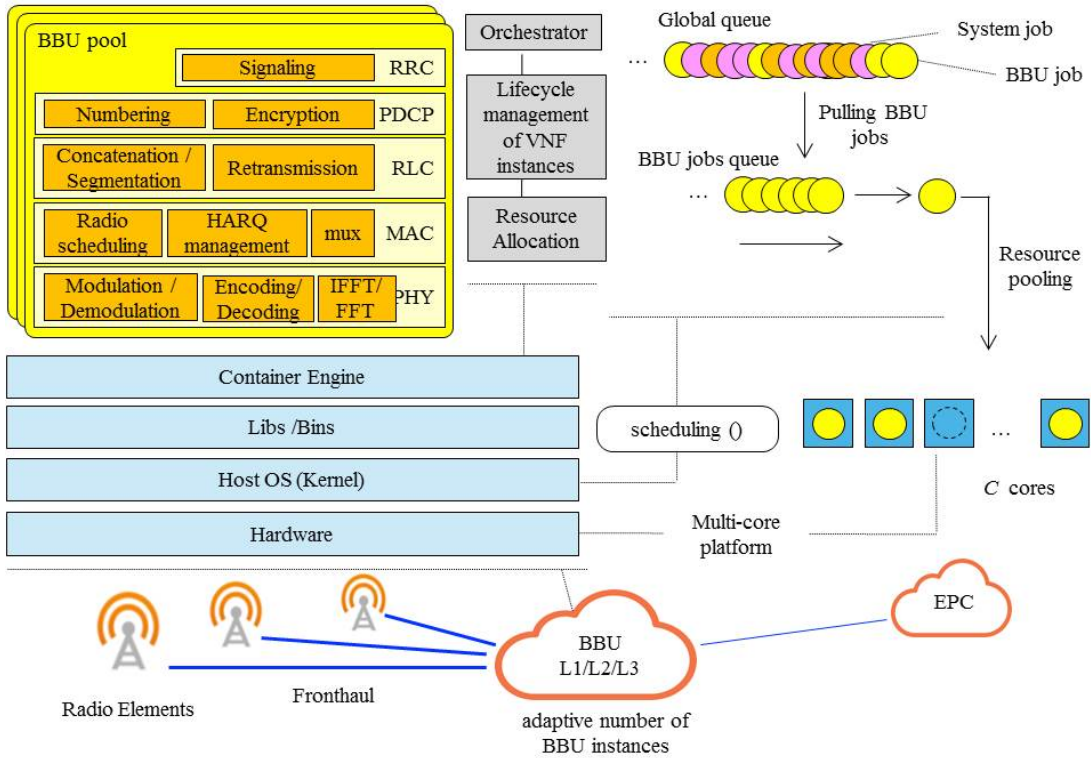 BBU pool
Signaling
RRC
Numbering
Encryption
PDCP
Concatenation /
Segmentation
Retransmission
RLC
Radio
scheduling
HARQ
management
mux
MAC
Modulation /
Demodulation
Encoding/
Decoding
IFFT/
FFT
PHY
Orchestrator
Lifecycle
management
of VNF
instances
Resource
Allocation
Global queue
System job
...
BBU job
Pulling BBU
jobs
BBU jobs queue
...
Resource
pooling
Container Engine
Libs /Bins
Host OS (Kernel)
Hardware
scheduling ()
...
C cores
Multi-core
platform
EPC
BBU
L1/L2/L3
Radio Elements
Fronthaul
adaptive number of
BBU instances